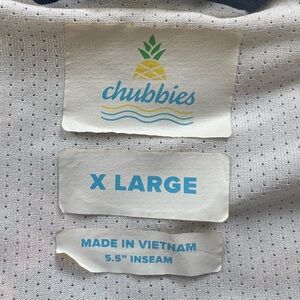 chubbies
X LARGE
MADE IN VIETNAM
5.5" INSEAM